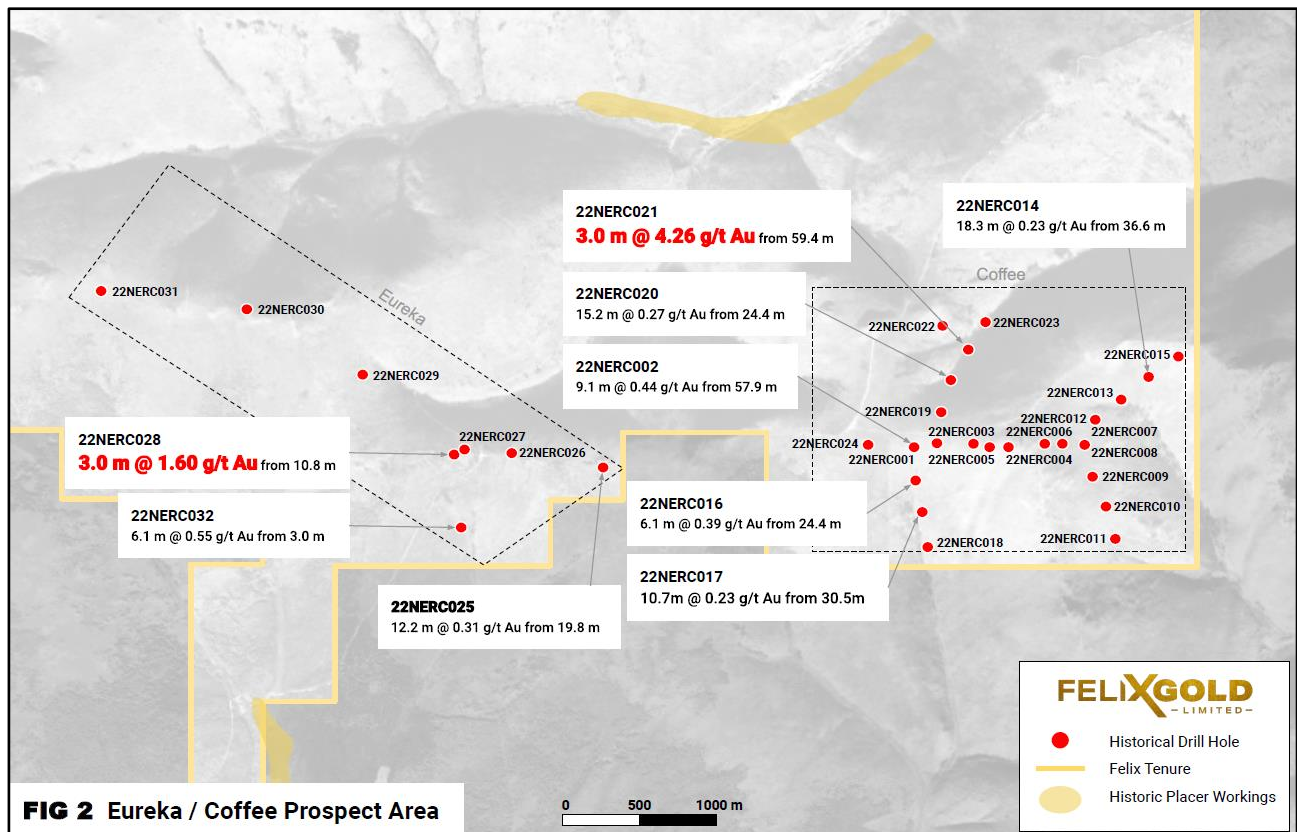 22NERC021
3.0 m @ 4.26 g/t Au from 59.4 m
22NERC014
18.3 m @ 0.23 g/t Au from 36.6 m
Coffee
22NERC020
15.2 m @ 0.27 g/t Au from 24.4 m
22NERC002
9.1 m @ 0.44 g/t Au from 57.9 m
22NERC031
22NERC030
Eureka
22NERC029
22NERC022
22NERC023
22NERC015
22NERC013
22NERC019
22NERC012
22NERC024
22NERC003
22NERC006
22NERC007
22NERC001
22NERC005
22NERC004
22NERC008
22NERC009
22NERC010
22NERC011
22NERC018
22NERC028
3.0 m @ 1.60 g/t Au from 10.8 m
22NERC027
22NERC026
22NERC032
6.1 m @ 0.55 g/t Au from 3.0 m
22NERC016
6.1 m @ 0.39 g/t Au from 24.4 m
22NERC017
10.7m @ 0.23 g/t Au from 30.5m
22NERC025
12.2 m @ 0.31 g/t Au from 19.8 m
FELIXGOLD
-LIMITED-
Historical Drill Hole
Felix Tenure
Historic Placer Workings
FIG 2 Eureka / Coffee Prospect Area
0 500 1000 m